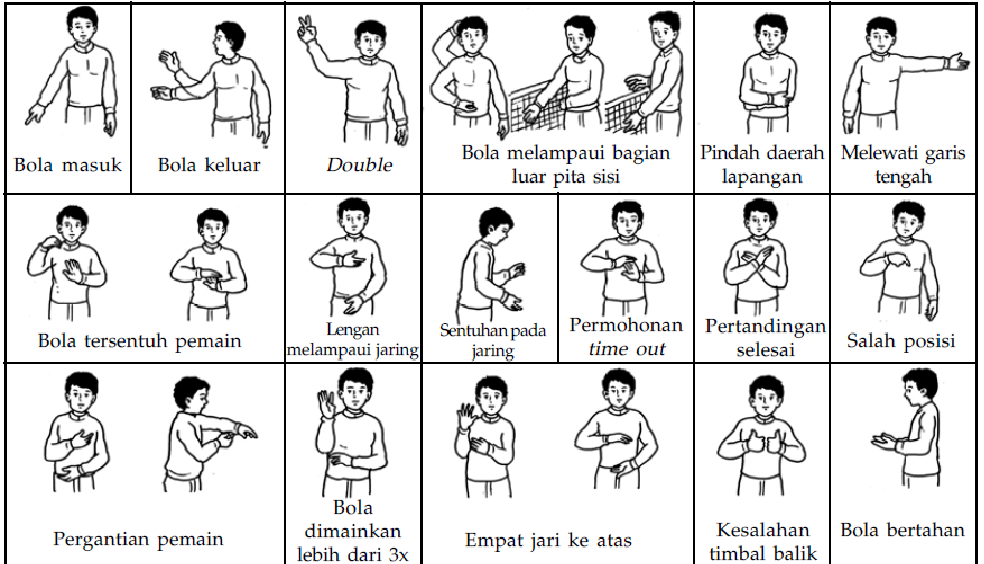 Bola masuk
Bola keluar
Double
Bola melampaui bagian
luar pita sisi
Pindah daerah
lapangan
Melewati garis
tengah
Bola tersentuh pemain
Lengan
melampaui jaring
Sentuhan pada
jaring
Permohonan
time out
Pertandingan
selesai
Salah posisi
Pergantian pemain
Bola
dimainkan
lebih dari 3x
Empat jari ke atas
Kesalahan
timbal balik
Bola bertahan